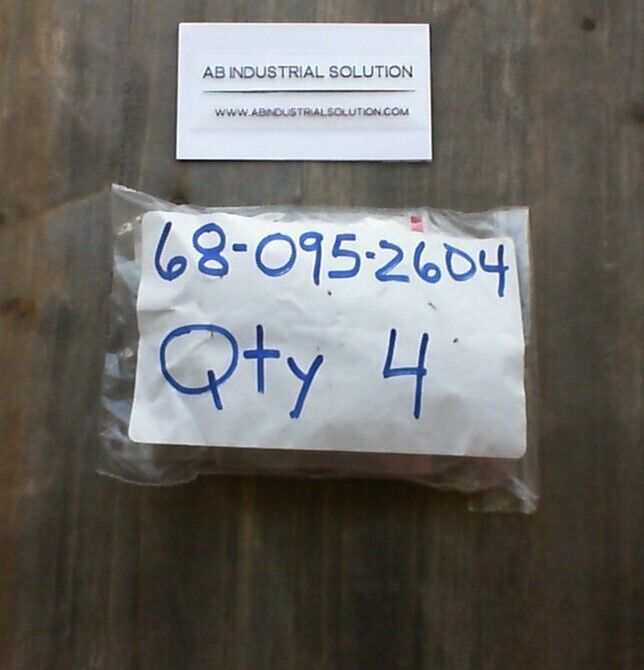 AB INDUSTRIAL SOLUTION
WWW.ABINDUSTRIALSOLUTION.COM
68-095-2604
Qty 4